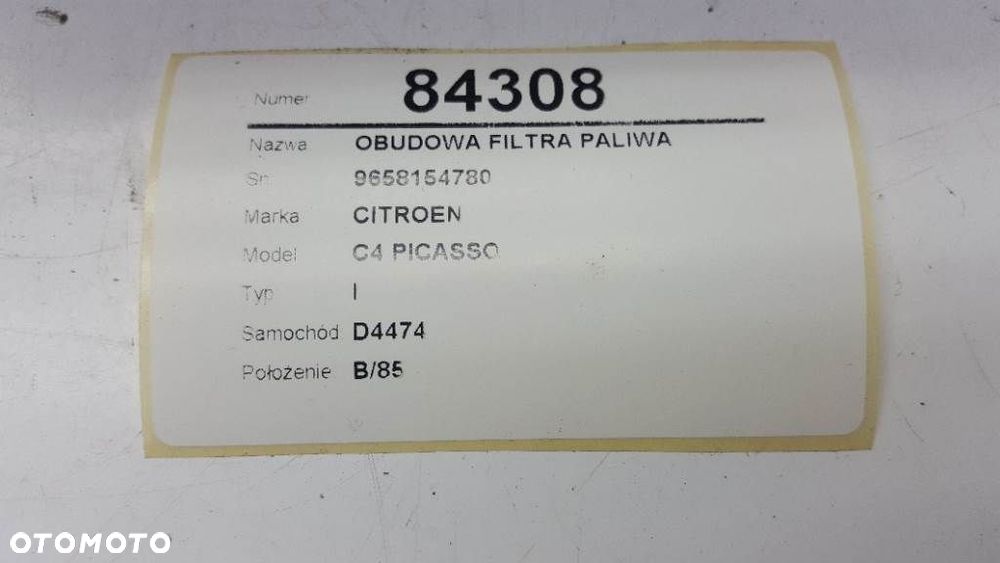 Numer 84308
Nazwa OBUDOWA FILTRA PALIWA
Sn 9658154780
Marka CITROEN
Model C4 PICASSO
Typ I
Samochód D4474
Położenie B/85
OTOMOTO